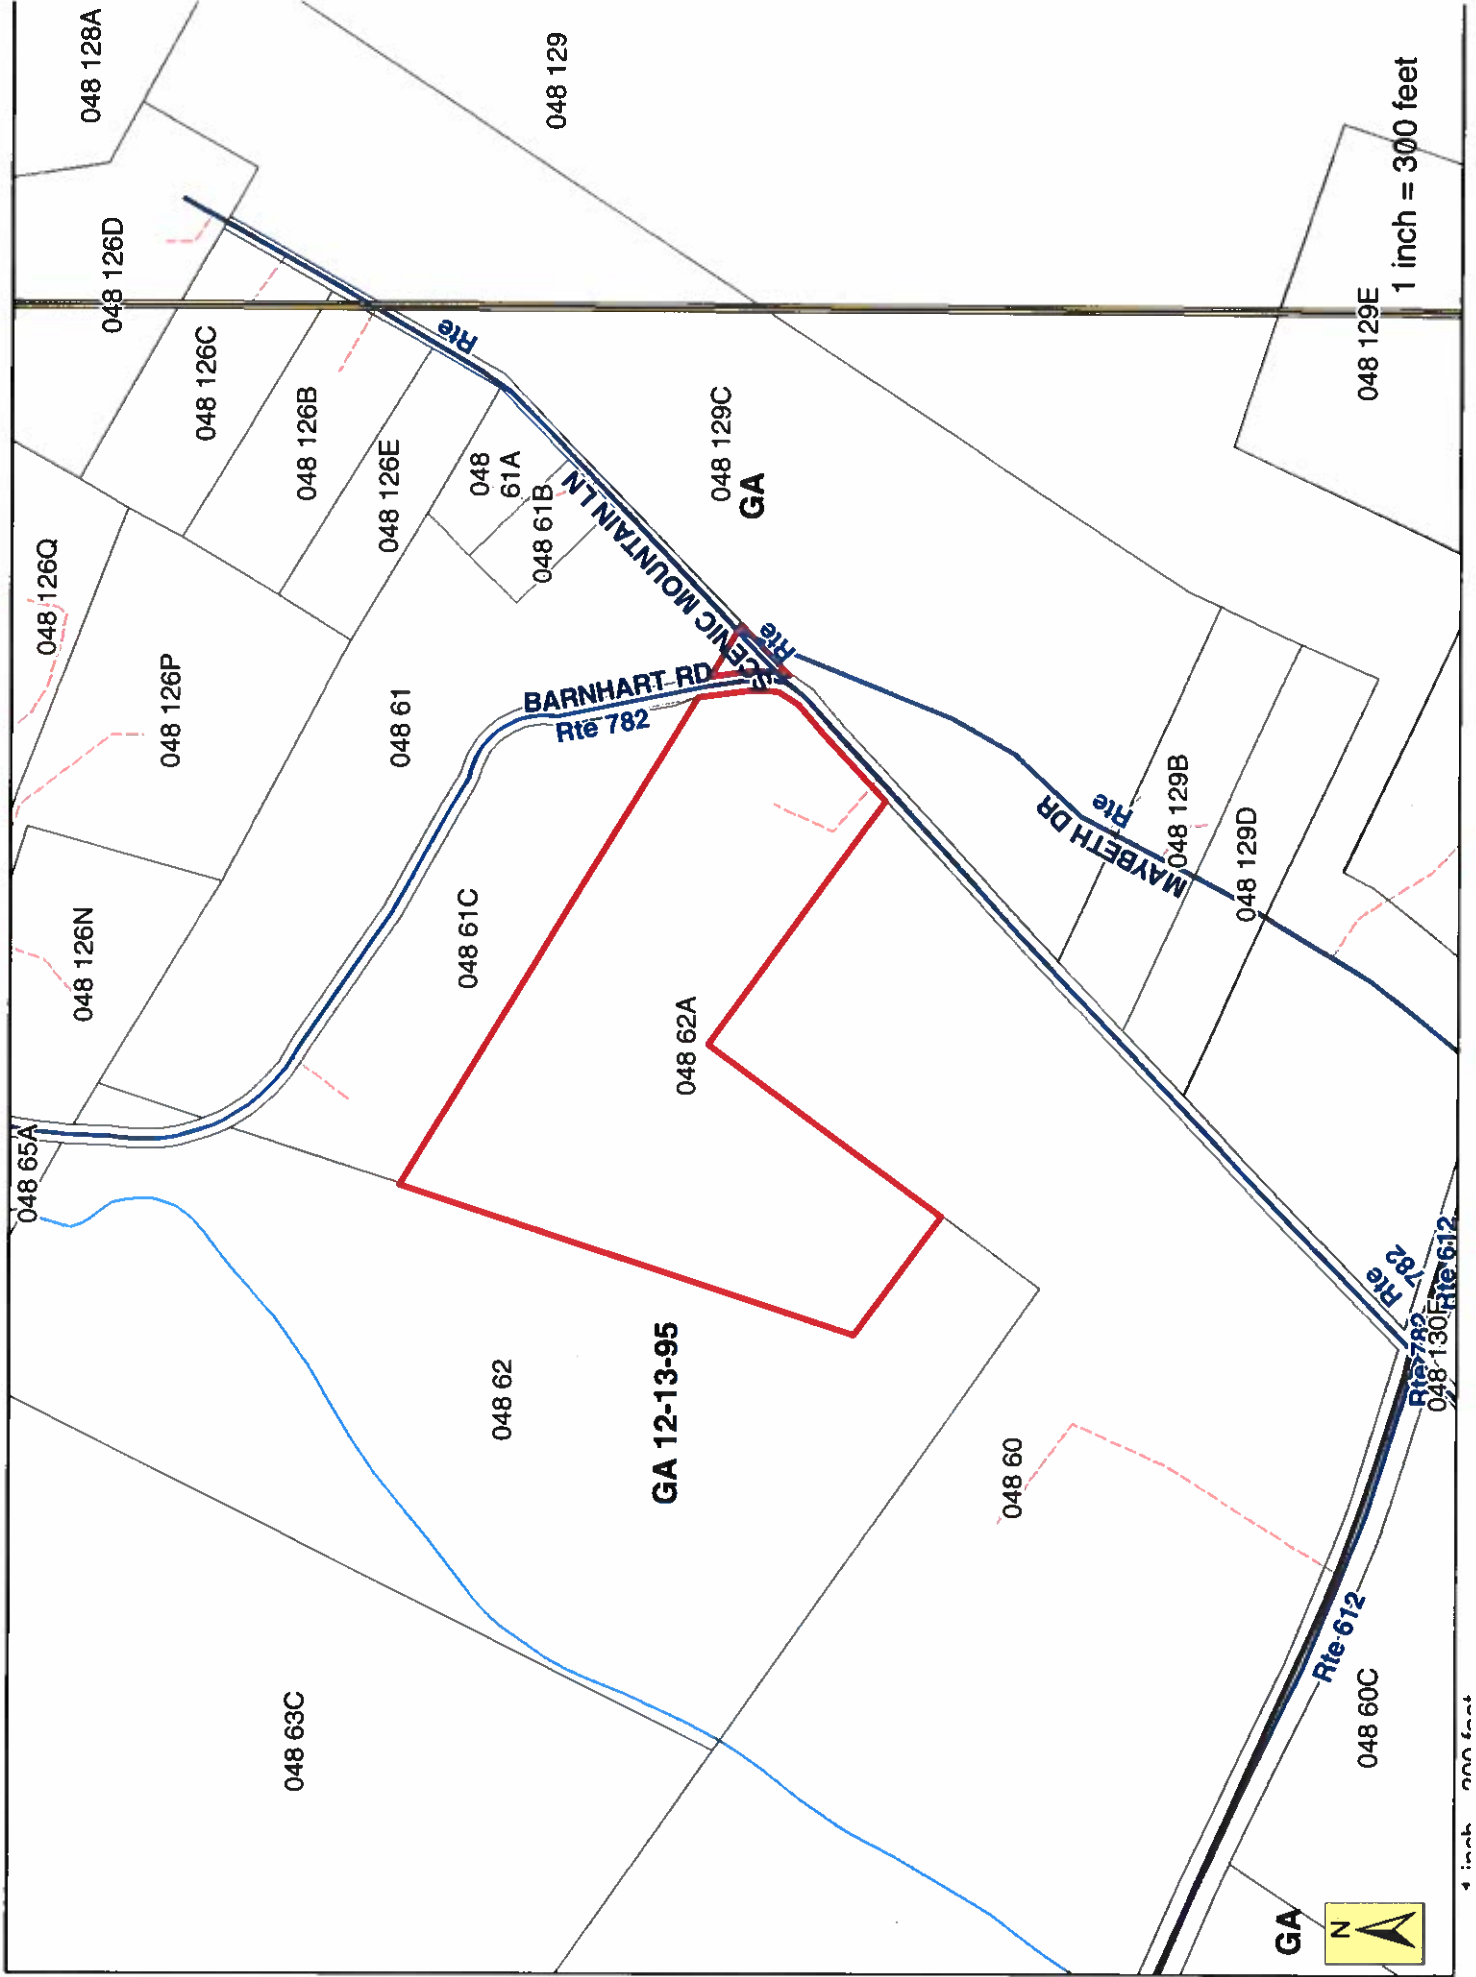 048 128A
048 129
048 126D
048 126C
048 126B
048 126E
048
61A
048 61B
048 126Q
048 126P
048 61
048 126N
048 65A
048 61C
048 62A
048 62
GA 12-13-95
048 63C
BARNHART RD
Rte 782
SCENIC MOUNTAIN LN
Rte
Rte
048 129C
GA
048 129E
1 inch = 300 feet
MAYBETH DR
Rte
048 129B
048 129D
048 60
Rte
782
Rte 612
Rte 782
Rte 612
048 60C
GA
N